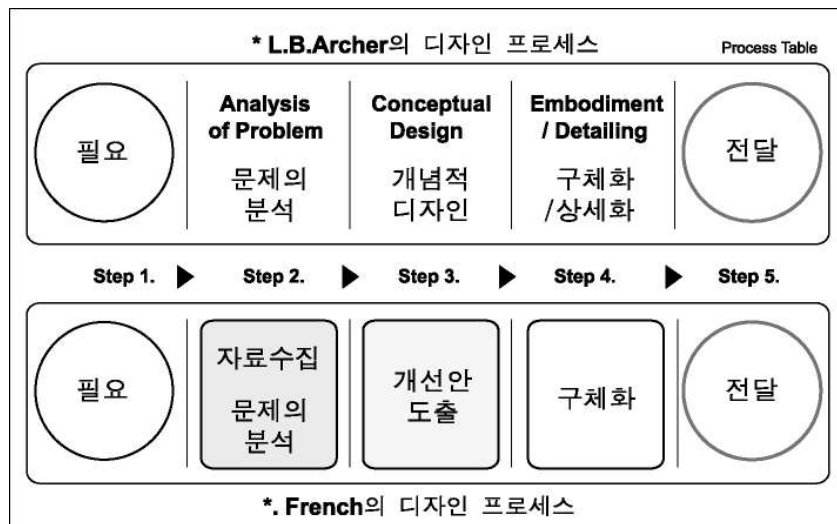 * L.B.Archer의 디자인 프로세스
Process Table
필요
Analysis
of Problem
문제의
분석
Conceptual
Design
개념적
디자인
Embodiment
/ Detailing
구체화
/상세화
전달
Step 1. ▶ Step 2. ▶ Step 3. ▶ Step 4. ▶ Step 5.
필요
자료수집
문제의
분석
개선안
도출
구체화
전달
*. French의 디자인 프로세스